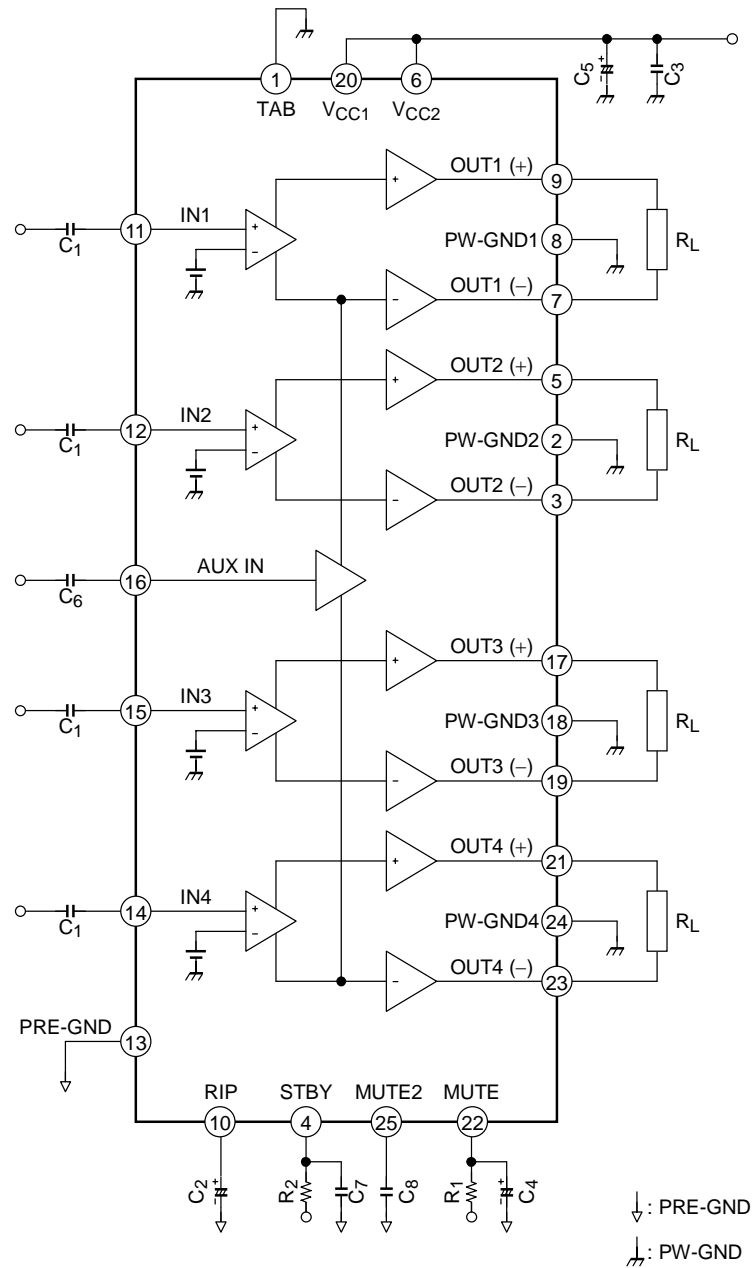 1
TAB
20
VCC1
6
VCC2
C5
+
−
C3
11
IN1
C1
+
−
+
OUT1 (+)
9
PW-GND1
8
RL
−
OUT1 (−)
7
12
IN2
C1
+
−
+
OUT2 (+)
5
PW-GND2
2
RL
−
OUT2 (−)
3
16
AUX IN
C6
15
IN3
C1
+
−
+
OUT3 (+)
17
PW-GND3
18
RL
−
OUT3 (−)
19
14
IN4
C1
+
−
+
OUT4 (+)
21
PW-GND4
24
RL
−
OUT4 (−)
23
PRE-GND
13
RIP
STBY
MUTE2
MUTE
10
4
25
22
C2
+
−
R2
C7
C8
R1
+
−
C4
: PRE-GND
: PW-GND